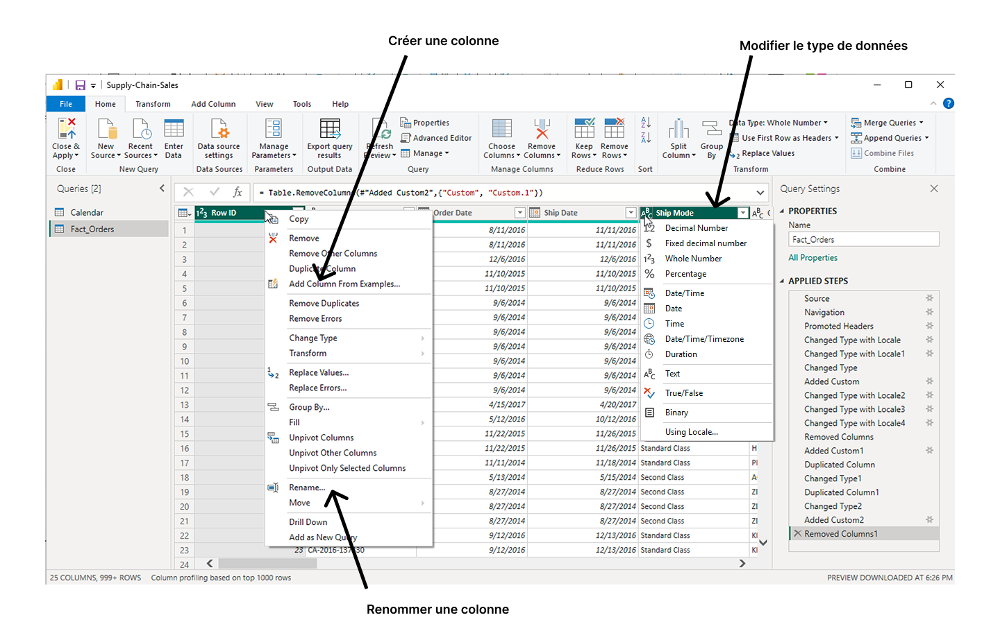 Créer une colonne
Modifier le type de données
Supply-Chain-Sales
File Home Transform Add Column View Tools Help
Close & Apply
Close
New Source
Recent Sources
Enter Data
New Query
Data source settings
Data Sources
Manage Parameters
Parameters
Export query results
Output Data
Refresh Preview
Properties
Advanced Editor
Manage
Query
Choose Columns
Remove Columns
Manage Columns
Keep Rows
Remove Rows
Reduce Rows
Sort
Split Column
Group By
Data Type: Whole Number
Use First Row as Headers
Replace Values
Transform
Merge Queries
Append Queries
Combine Files
Combine
Queries [2]
Calendar
Fact_Orders
= Table.RemoveColumns(#"Added Custom2",{"Custom", "Custom.1"})
Row ID Order Date Ship Date Ship Mode
1 8/11/2016 11/11/2016
2 8/11/2016 11/11/2016
3 12/6/2016 12/6/2016
4 11/10/2015 11/10/2015
5 11/10/2015 11/10/2015
6 9/6/2014 9/6/2014
7 9/6/2014 9/6/2014
8 9/6/2014 9/6/2014
9 9/6/2014 9/6/2014
10 9/6/2014 9/6/2014
11 9/6/2014 9/6/2014
12 9/6/2014 9/6/2014
13 4/15/2017 4/20/2017
14 5/12/2016 10/12/2016
15 11/22/2015 11/26/2015
16 11/22/2015 11/26/2015 Standard Class H
17 11/11/2014 11/18/2014 Standard Class
18 5/13/2014 5/15/2014 Second Class A
19 8/27/2014 8/27/2014 Second Class
20 8/27/2014 8/27/2014 Second Class
21 8/27/2014 8/27/2014 Second Class
22 9/12/2016 12/13/2016 Standard Class
23 23 9/12/2016 12/13/2016 Standard Class
24
Copy
Remove
Remove Other Columns
Duplicate Column
Add Column From Examples...
Remove Duplicates
Remove Errors
Change Type
Transform
Replace Values...
Replace Errors...
Group By...
Fill
Unpivot Columns
Unpivot Other Columns
Unpivot Only Selected Columns
Rename...
Move
Drill Down
Add as New Query
1.2 Decimal Number
$ Fixed decimal number
123 Whole Number
% Percentage
Date/Time
Date
Time
Date/Time/Timezone
Duration
ABC Text
True/False
Binary
Using Locale...
Query Settings
PROPERTIES
Name
Fact_Orders
All Properties
APPLIED STEPS
Source
Navigation
Promoted Headers
Changed Type with Locale
Changed Type with Locale1
Changed Type
Added Custom
Changed Type with Locale2
Changed Type with Locale3
Changed Type with Locale4
Removed Columns
Added Custom1
Duplicated Column
Changed Type1
Duplicated Column1
Changed Type2
Added Custom2
Removed Columns1
25 COLUMNS, 999+ ROWS Column profiling based on top 1000 rows PREVIEW DOWNLOADED AT 6:26 PM
Renommer une colonne